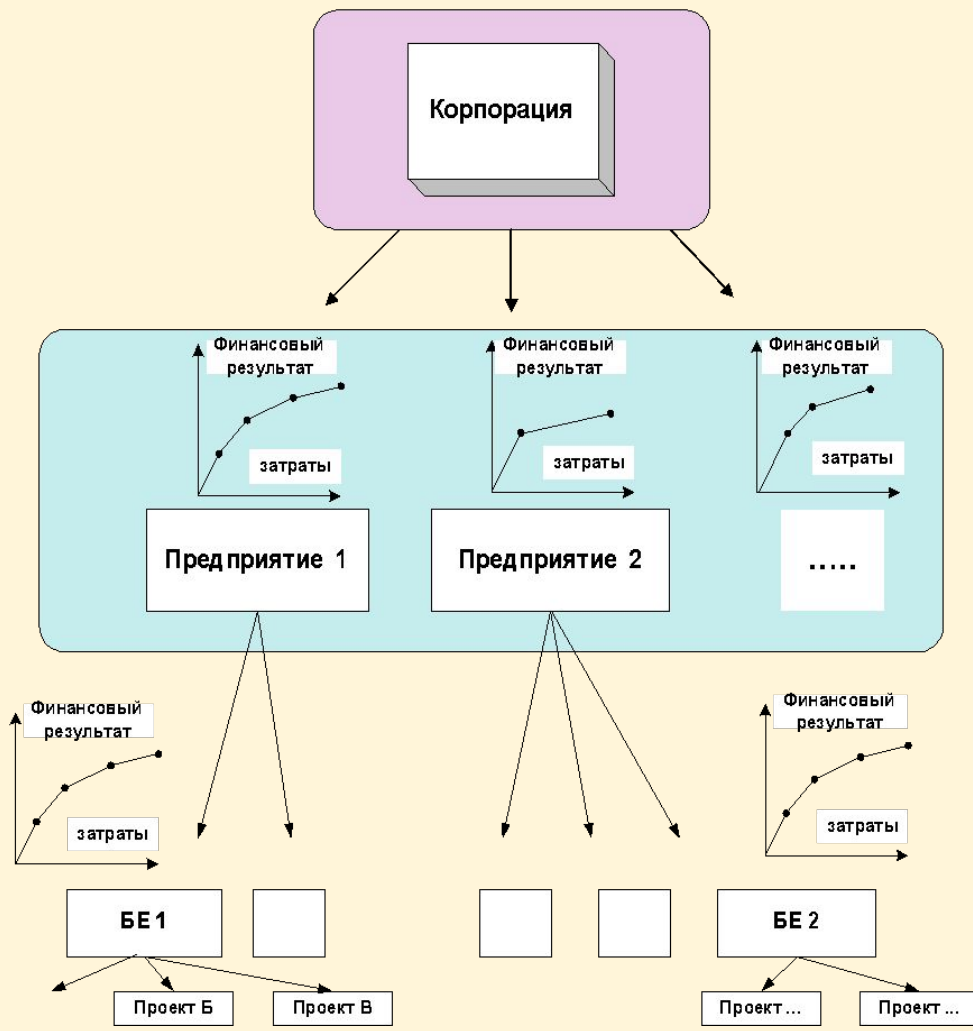 Корпорация
Финансовый
результат
затраты
Финансовый
результат
затраты
Финансовый
результат
затраты
Предприятие 1
Предприятие 2
.....
Финансовый
результат
затраты
Финансовый
результат
затраты
БЕ 1
БЕ 2
Проект Б
Проект В
Проект ...
Проект ...